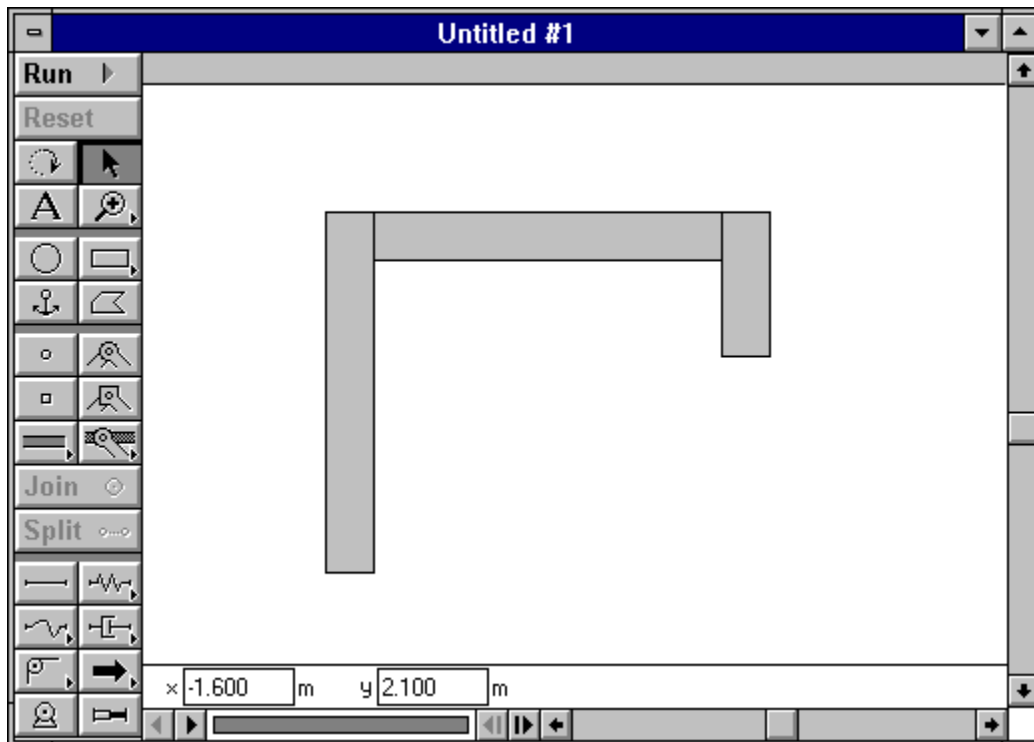 Untitled #1
Run
Reset
A
Join
Split
x -1.600 m y 2.100 m